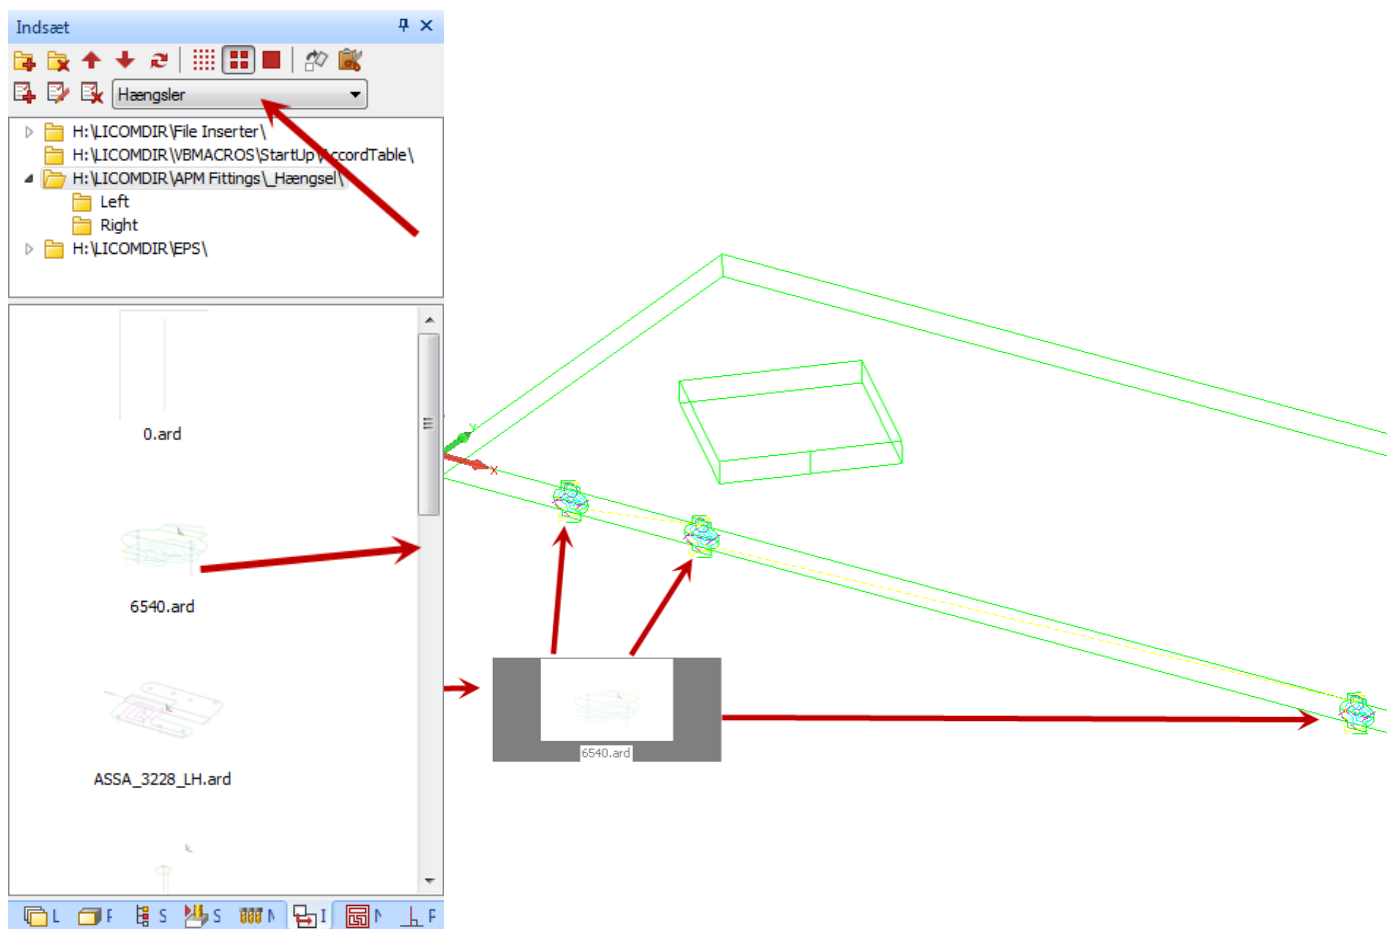 Indsæt
Hængsler
H:\LICOMDIR\File Inserter\
H:\LICOMDIR\VBMACROS\StartUp\AccordTable\
H:\LICOMDIR\APM Fittings\_Hængsel\
Left
Right
H:\LICOMDIR\EPS\
0.ard
6540.ard
ASSA_3228_LH.ard
Y
X
6540.ard
L F S S N I N F